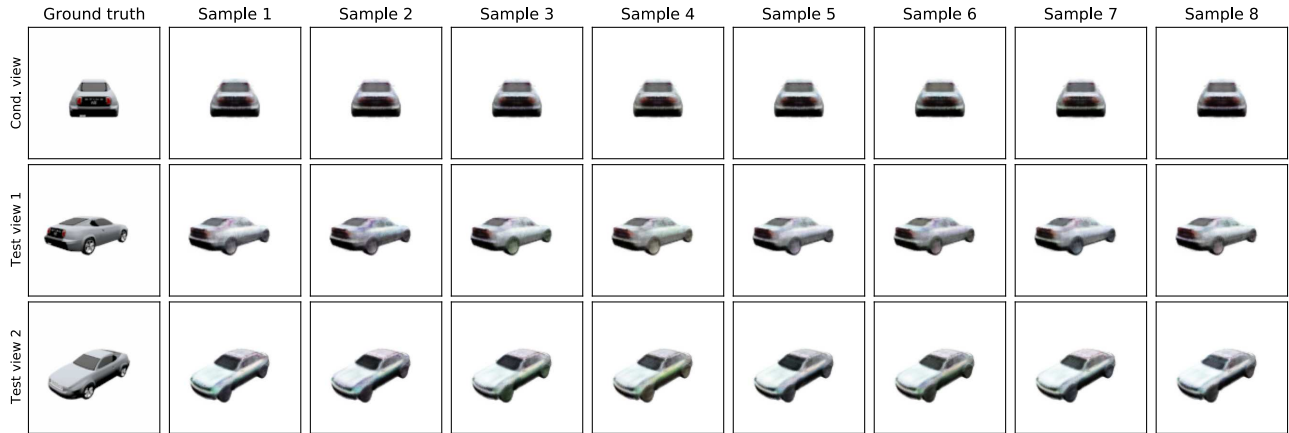 Ground truth Sample 1 Sample 2 Sample 3 Sample 4 Sample 5 Sample 6 Sample 7 Sample 8
Cond. view
Test view 1
Test view 2